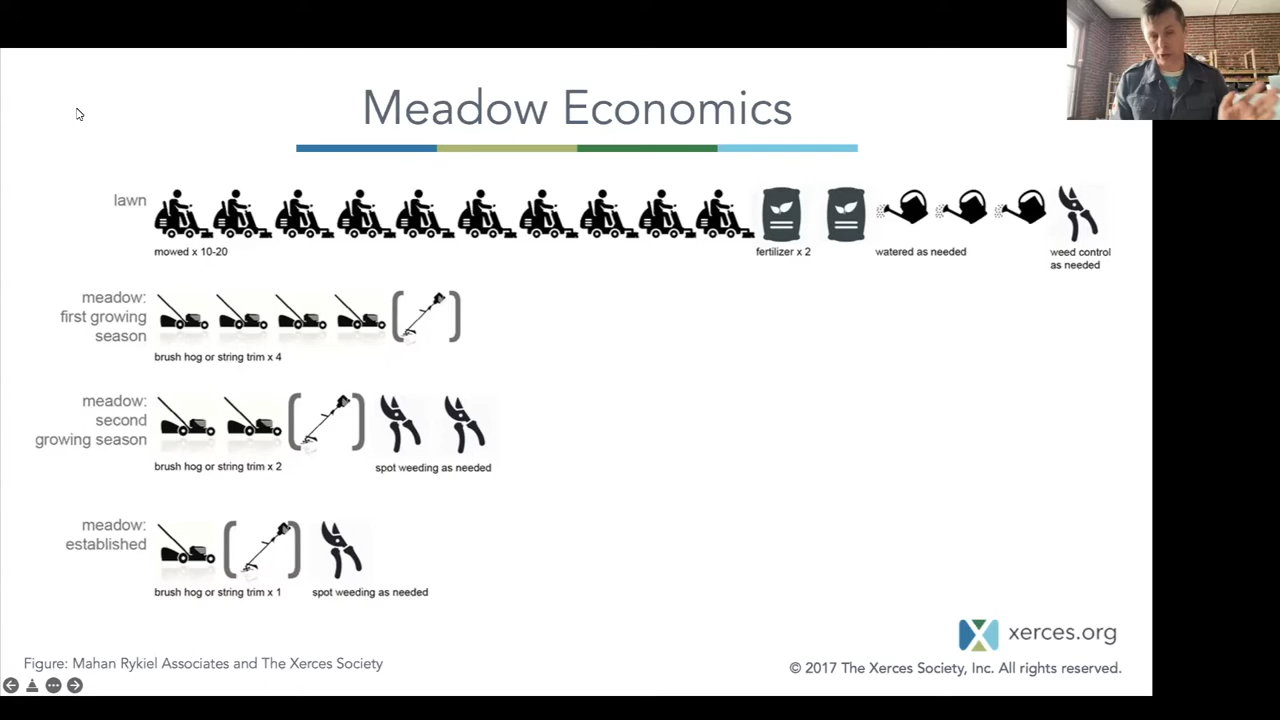 Meadow Economics
lawn
mowed x 10-20
fertilizer x 2
watered as needed
weed control
as needed
meadow:
first growing
season
brush hog or string trim x 4
meadow:
second
growing season
brush hog or string trim x 2
spot weeding as needed
meadow:
established
brush hog or string trim x 1
spot weeding as needed
xerces.org
Figure: Mahan Rykiel Associates and The Xerces Society
© 2017 The Xerces Society, Inc. All rights reserved.